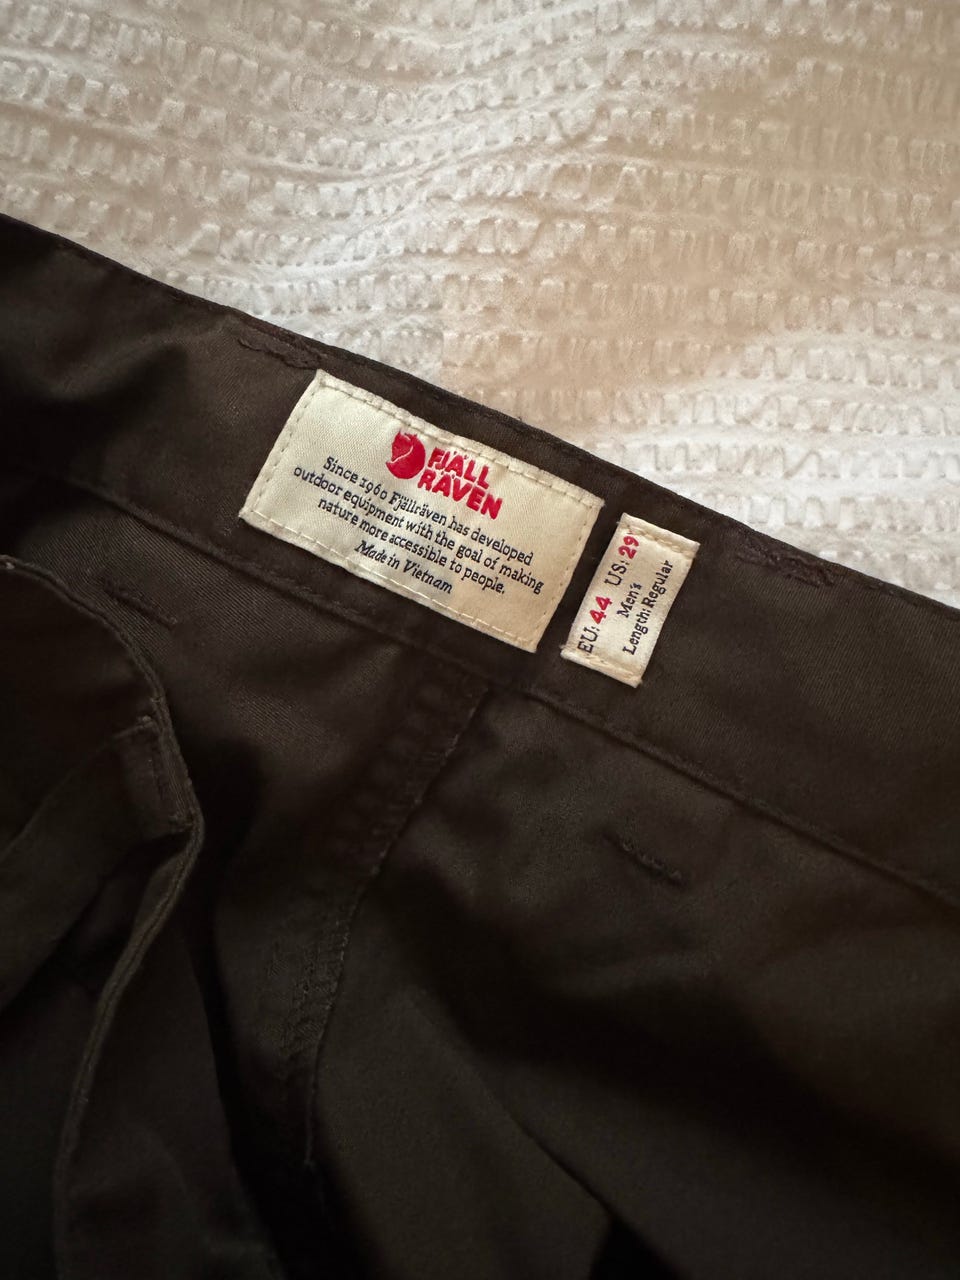 FJÄLL
RÄVEN
Since 1960 Fjällräven has developed
outdoor equipment with the goal of making
nature more accessible to people.
Made in Vietnam
EU: 44 US: 29
Men's
Length: Regular